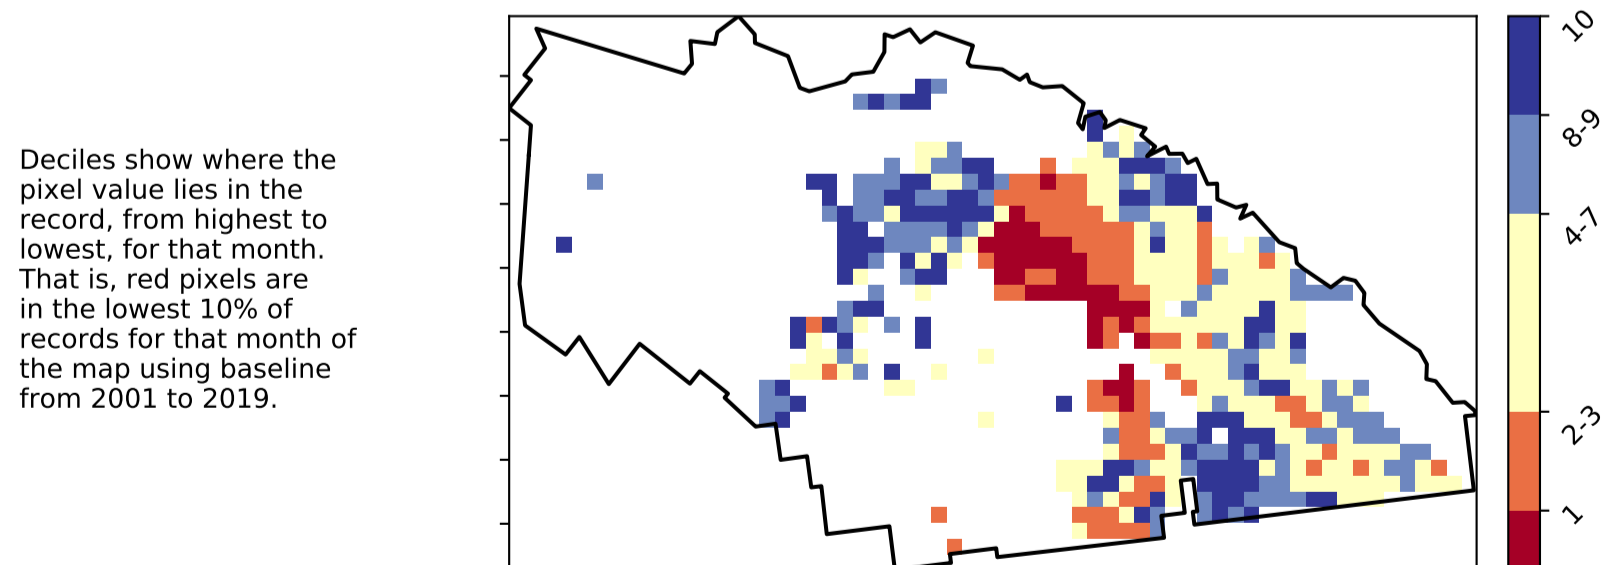 Deciles show where the
pixel value lies in the
record, from highest to
lowest, for that month.
That is, red pixels are
in the lowest 10% of
records for that month of
the map using baseline
from 2001 to 2019.
10
8-9
4-7
2-3
1